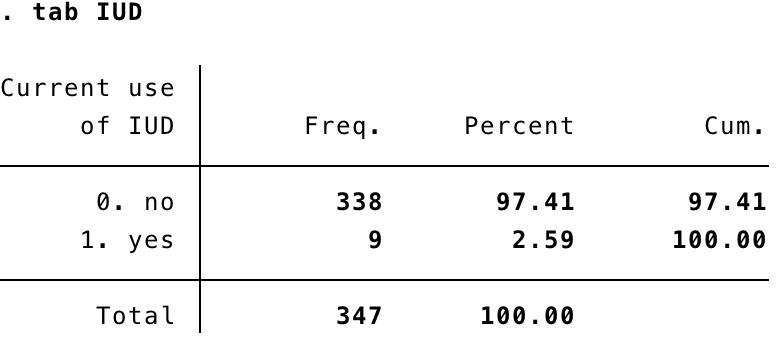 . tab IUD
Current use
of IUD Freq. Percent Cum.
0. no 338 97.41 97.41
1. yes 9 2.59 100.00
Total 347 100.00